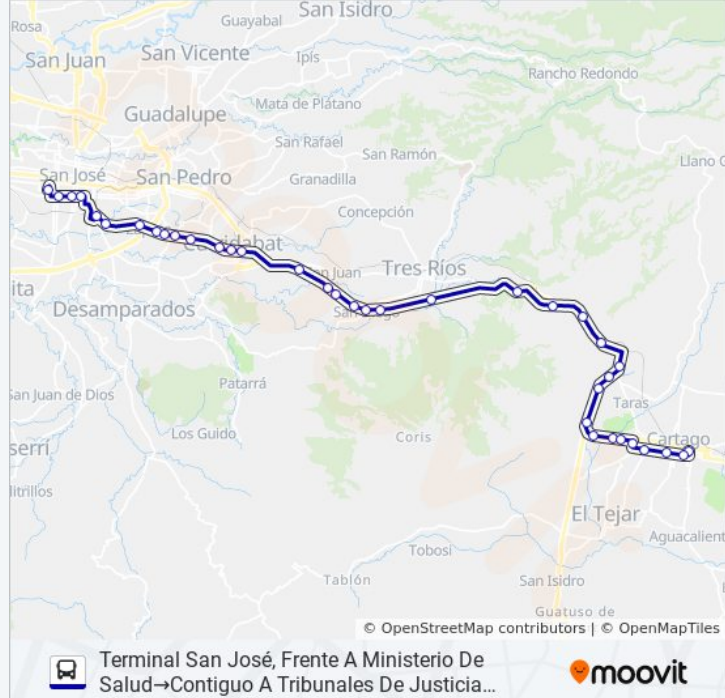 San Isidro
Rosa
Guayabal
San Juan
San Vicente
Ipís
Rancho Redondo
Guadalupe
Mata de Plátano
San Rafael
San José
San Pedro
San Ramón
Llano G
Granadilla
Concepción
San Juan
Tres Ríos
ita
Desamparados
Patarrá
San Juan de Dios
Los Guido
Coris
Taras
Cartago
serri
litrillos
El Tejar
Aguacalient
Tobosi
Tablón
San Isidro
Guatuso de
© OpenStreetMap contributors | © OpenMapTiles
Terminal San José, Frente A Ministerio De
Salud→Contiguo A Tribunales De Justicia...
moovit